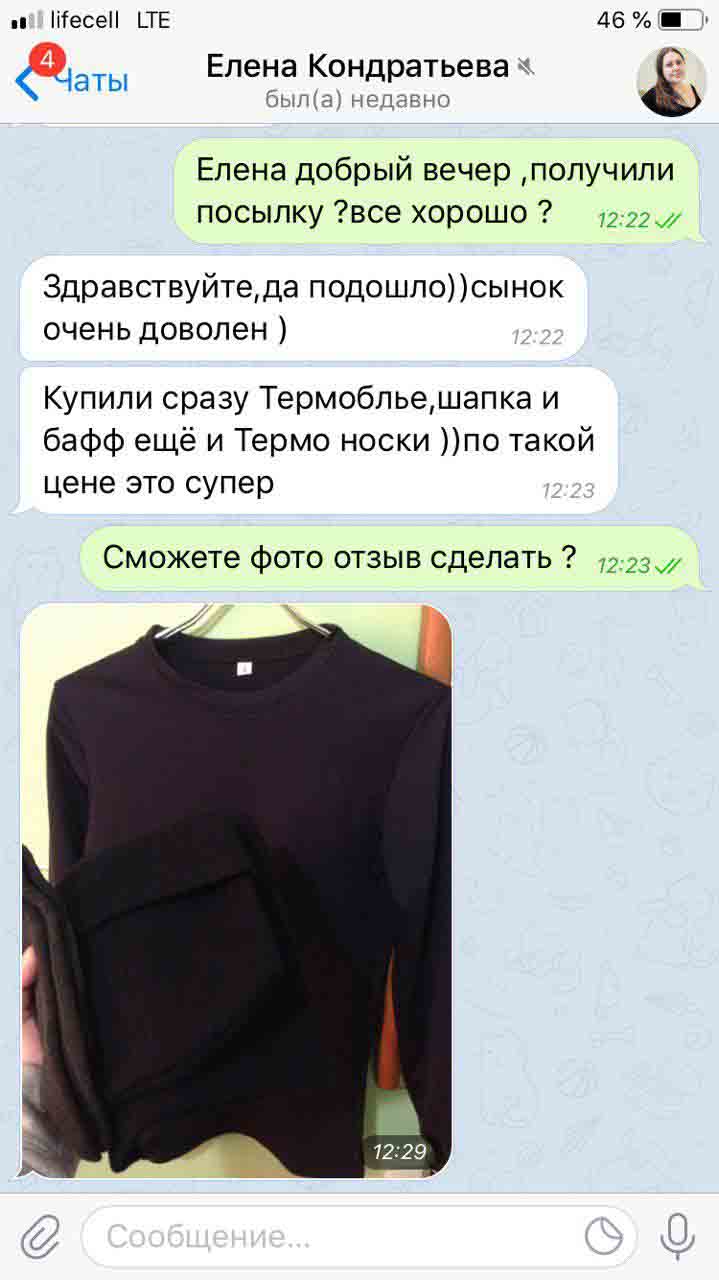 lifecell LTE 46 %
4
Чаты
Елена Кондратьева
был(а) недавно
Елена добрый вечер ,получили
посылку ?все хорошо ? 12:22
Здравствуйте,да подошло))сынок
очень доволен ) 12:22
Купили сразу Термоблье,шапка и
бафф ещё и Термо носки ))по такой
цене это супер 12:23
Сможете фото отзыв сделать ? 12:23
12:29
Сообщение...